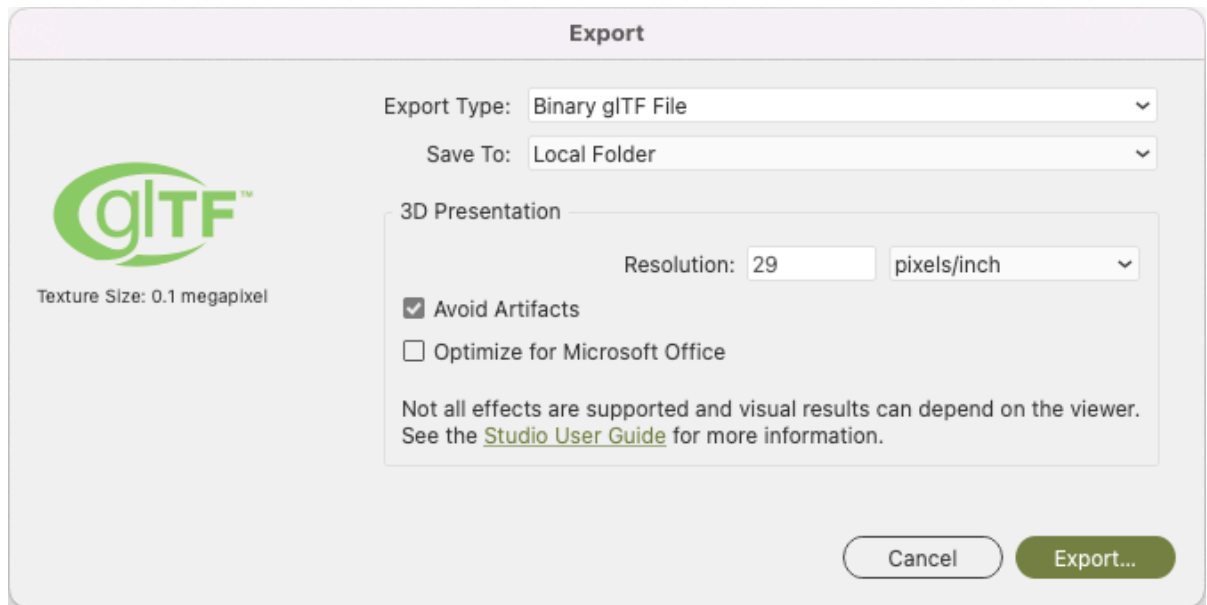 Export
Export Type: Binary glTF File
Save To: Local Folder
glTF™
Texture Size: 0.1 megapixel
3D Presentation
Resolution: 29 pixels/inch
Avoid Artifacts
Optimize for Microsoft Office
Not all effects are supported and visual results can depend on the viewer.
See the Studio User Guide for more information.
Cancel Export...